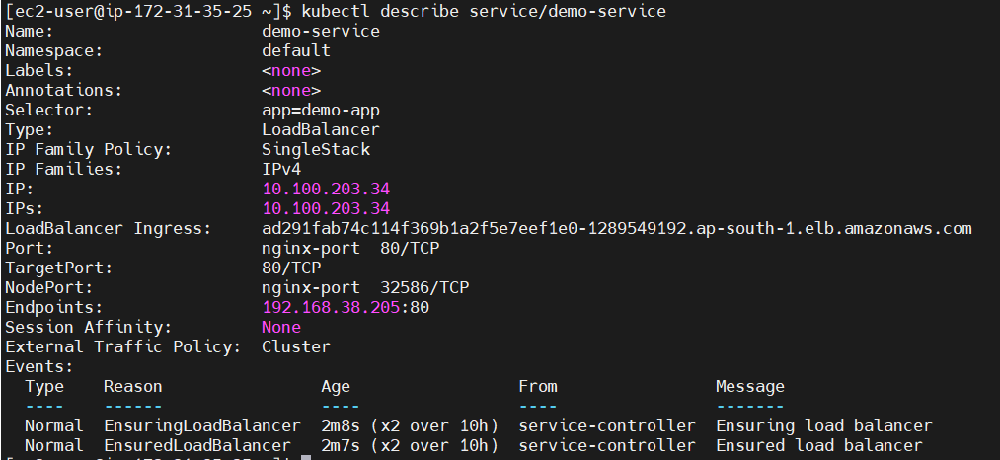 [ec2-user@ip-172-31-35-25 ~]$ kubectl describe service/demo-service
Name:                     demo-service
Namespace:                default
Labels:                   <none>
Annotations:              <none>
Selector:                 app=demo-app
Type:                     LoadBalancer
IP Family Policy:         SingleStack
IP Families:              IPv4
IP:                       10.100.203.34
IPs:                      10.100.203.34
LoadBalancer Ingress:     ad291fab74c114f369b1a2f5e7eef1e0-1289549192.ap-south-1.elb.amazonaws.com
Port:                     nginx-port  80/TCP
TargetPort:               80/TCP
NodePort:                 nginx-port  32586/TCP
Endpoints:                192.168.38.205:80
Session Affinity:         None
External Traffic Policy:  Cluster
Events:
  Type    Reason                Age                 From                Message
  ----    ------                ----                ----                -------
  Normal  EnsuringLoadBalancer  2m8s (x2 over 10h)  service-controller  Ensuring load balancer
  Normal  EnsuredLoadBalancer   2m7s (x2 over 10h)  service-controller  Ensured load balancer